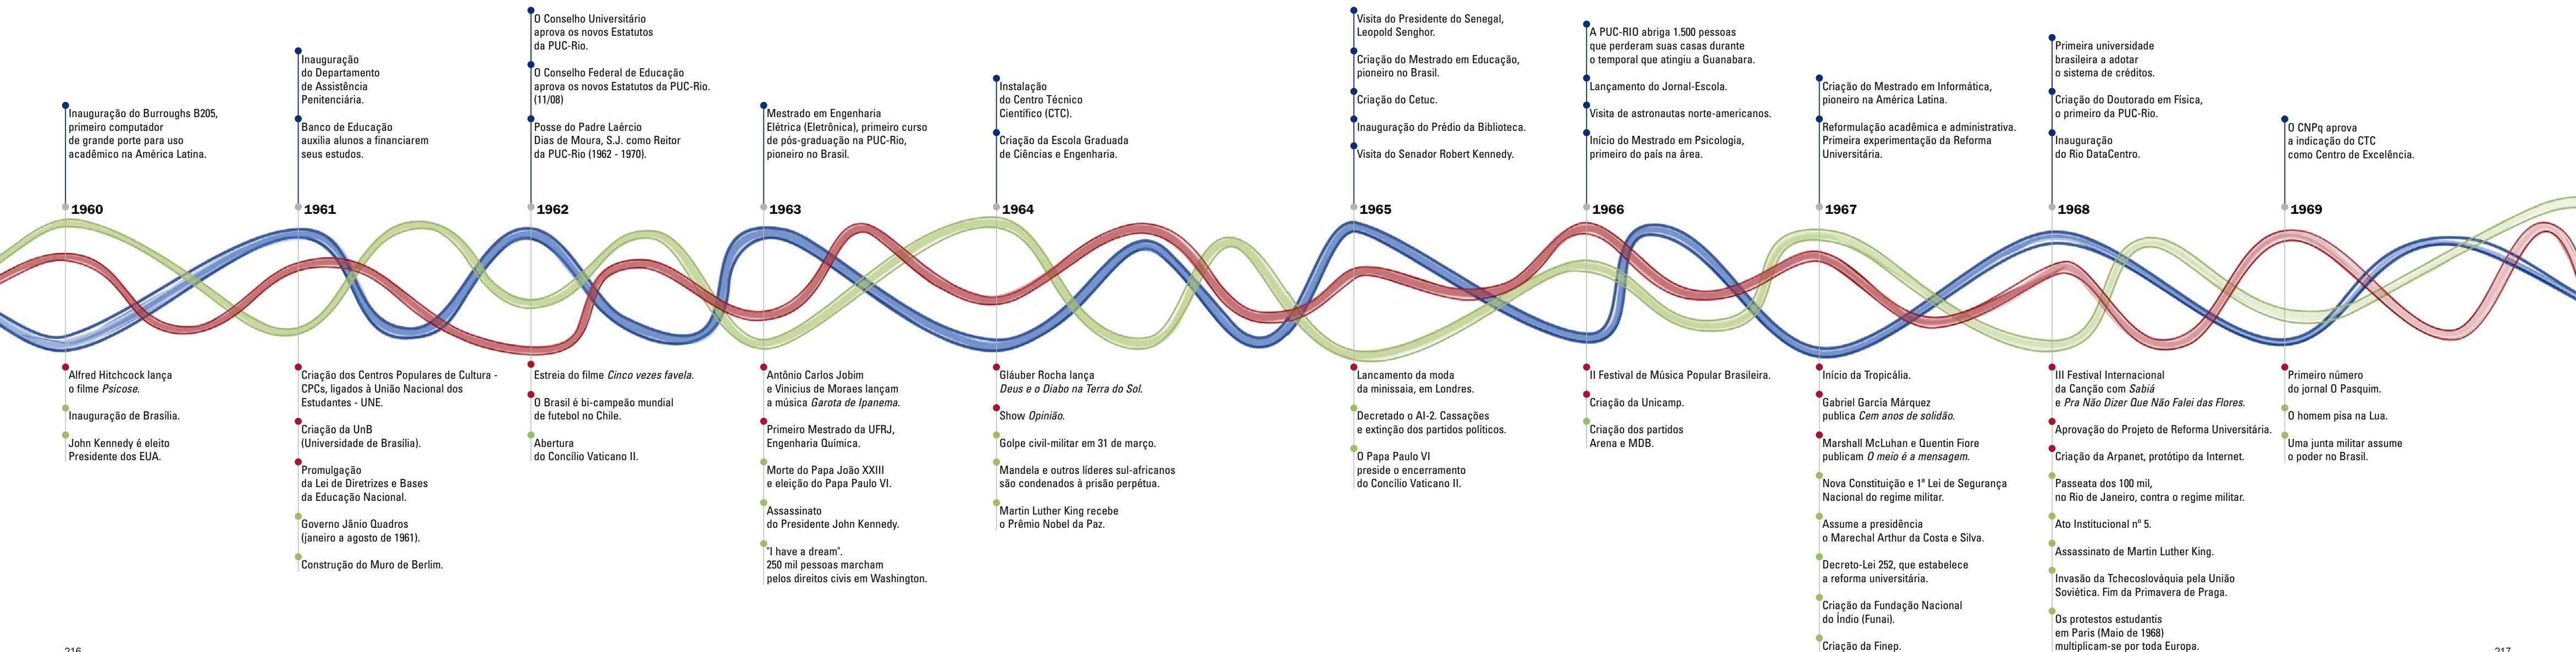 Inauguração do Burroughs B205,
primeiro computador
de grande porte para uso
acadêmico na América Latina.
1960
Alfred Hitchcock lança
o filme Psicose.
Inauguração de Brasília.
John Kennedy é eleito
Presidente dos EUA.
Inauguração
do Departamento
de Assistência
Penitenciária.
Banco de Educação
auxilia alunos a financiarem
seus estudos.
1961
Criação dos Centros Populares de Cultura -
CPCs, ligados à União Nacional dos
Estudantes - UNE.
Criação da UnB
(Universidade de Brasília).
Promulgação
da Lei de Diretrizes e Bases
da Educação Nacional.
Governo Jânio Quadros
(janeiro a agosto de 1961).
Construção do Muro de Berlim.
O Conselho Universitário
aprova os novos Estatutos
da PUC-Rio.
O Conselho Federal de Educação
aprova os novos Estatutos da PUC-Rio.
(11/08)
Posse do Padre Laércio
Dias de Moura, S.J. como Reitor
da PUC-Rio (1962 - 1970).
1962
Estreia do filme Cinco vezes favela.
O Brasil é bi-campeão mundial
de futebol no Chile.
Abertura
do Concílio Vaticano II.
Mestrado em Engenharia
Elétrica (Eletrônica), primeiro curso
de pós-graduação na PUC-Rio,
pioneiro no Brasil.
1963
Antônio Carlos Jobim
e Vinicius de Moraes lançam
a música Garota de Ipanema.
Primeiro Mestrado da UFRJ,
Engenharia Química.
Morte do Papa João XXIII
e eleição do Papa Paulo VI.
Assassinato
do Presidente John Kennedy.
"I have a dream".
250 mil pessoas marcham
pelos direitos civis em Washington.
Instalação
do Centro Técnico
Científico (CTC).
Criação da Escola Graduada
de Ciências e Engenharia.
1964
Gláuber Rocha lança
Deus e o Diabo na Terra do Sol.
Show Opinião.
Golpe civil-militar em 31 de março.
Mandela e outros líderes sul-africanos
são condenados à prisão perpétua.
Martin Luther King recebe
o Prêmio Nobel da Paz.
Visita do Presidente do Senegal,
Leopold Senghor.
Criação do Mestrado em Educação,
pioneiro no Brasil.
Criação do Cetuc.
Inauguração do Prédio da Biblioteca.
Visita do Senador Robert Kennedy.
1965
Lancamento da moda
da minissaia, em Londres.
Decretado o AI-2. Cassações
e extinção dos partidos políticos.
O Papa Paulo VI
preside o encerramento
do Concílio Vaticano II.
A PUC-RIO abriga 1.500 pessoas
que perderam suas casas durante
o temporal que atingiu a Guanabara.
Lançamento do Jornal-Escola.
Visita de astronautas norte-americanos.
Início do Mestrado em Psicologia,
primeiro do país na área.
1966
II Festival de Música Popular Brasileira.
Criação da Unicamp.
Criação dos partidos
Arena e MDB.
Criação do Mestrado em Informática,
pioneiro na América Latina.
Reformulação acadêmica e administrativa.
Primeira experimentação da Reforma
Universitária.
1967
Início da Tropicália.
Gabriel García Márquez
publica Cem anos de solidão.
Marshall McLuhan e Quentin Fiore
publicam O meio é a mensagem.
Nova Constituição e 1ª Lei de Segurança
Nacional do regime militar.
Assume a presidência
o Marechal Arthur da Costa e Silva.
Decreto-Lei 252, que estabelece
a reforma universitária.
Criação da Fundação Nacional
do Índio (Funai).
Criação da Finep.
Primeira universidade
brasileira a adotar
o sistema de créditos.
Criação do Doutorado em Física,
o primeiro da PUC-Rio.
Inauguração
do Rio DataCentro.
1968
III Festival Internacional
da Canção com Sabiá
e Pra Não Dizer Que Não Falei das Flores.
Aprovação do Projeto de Reforma Universitária.
Criação da Arpanet, protótipo da Internet.
Passeata dos 100 mil,
no Rio de Janeiro, contra o regime militar.
Ato Institucional nº 5.
Assassinato de Martin Luther King.
Invasão da Tchecoslováquia pela União
Soviética. Fim da Primavera de Praga.
Os protestos estudantis
em Paris (Maio de 1968)
multiplicam-se por toda Europa.
O CNPq aprova
a indicação do CTC
como Centro de Excelência.
1969
Primeiro número
do jornal O Pasquim.
O homem pisa na Lua.
Uma junta militar assume
o poder no Brasil.
216
217